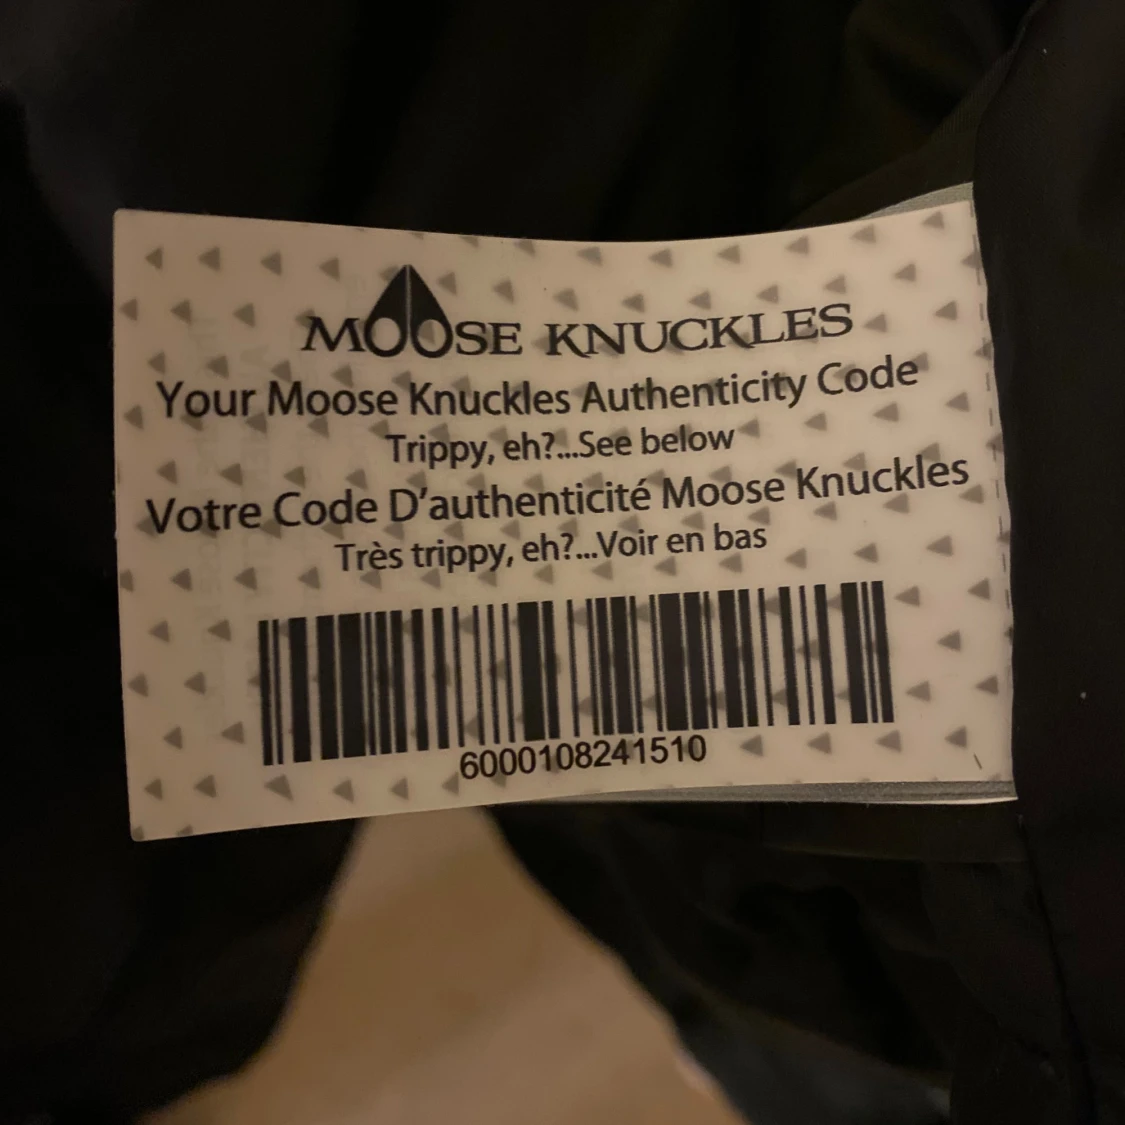 MOOSE KNUCKLES
Your Moose Knuckles Authenticity Code
Trippy, eh?...See below
Votre Code D'authenticité Moose Knuckles
Très trippy, eh?...Voir en bas
6000108241510